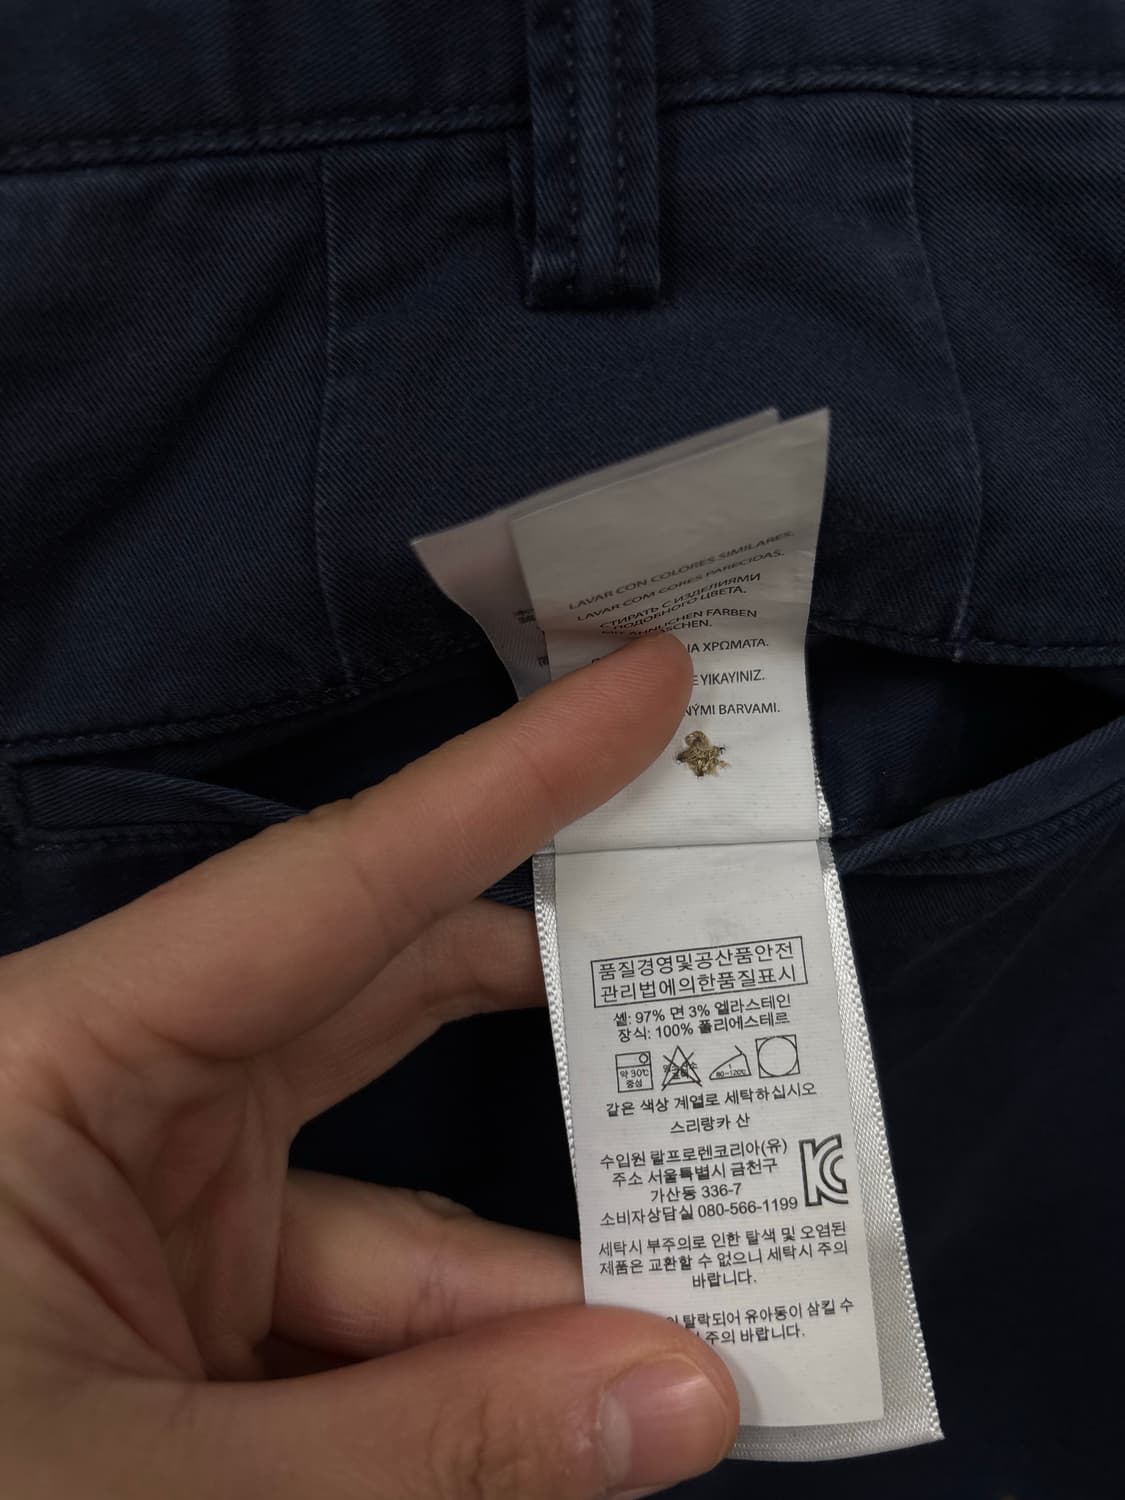 LAVAR CON COLORES SIMILARES.
LAVAR COM CORES PARECIDAS.
СТИРАТЬ С ИЗДЕЛИЯМИ
ПОДОБНОГО ЦВЕТА.
ÄHNLICHEN FARBEN
ΧΡΩΜΑΤΑ.
YIKAYINIZ.
BARVAMI.
품질경영및공산품안전
관리법에의한품질표시
셸: 97% 면 3% 엘라스테인
장식: 100% 폴리에스테르
약 30℃
중성
80~120℃
같은 색상 계열로 세탁하십시오
스리랑카 산
수입원 랄프로렌코리아(유)
주소 서울특별시 금천구
가산동 336-7
소비자상담실 080-566-1199
세탁시 부주의로 인한 탈색 및 오염된
제품은 교환할 수 없으니 세탁시 주의
바랍니다.
탈락되어 유아동이 삼킬 수
주의 바랍니다.